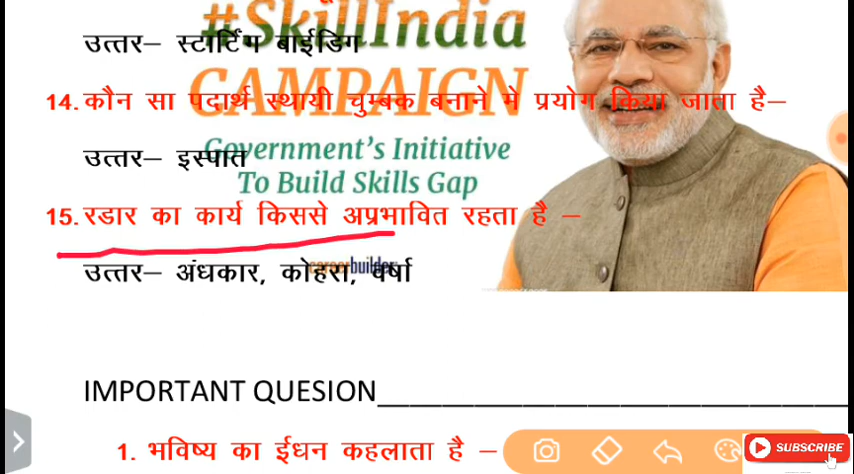 #SkillIndia
उत्तर– स्टार्टिंग बाईडिग
CAMPAIGN
14. कौन सा पदार्थ स्थायी चुम्बक बनाने मे प्रयोग किया जाता है–
Government's Initiative
उत्तर– इस्पात
To Build Skills Gap
15. रडार का कार्य किससे अप्रभावित रहता है –
careerbuilder
उत्तर– अंधकार, कोहरा, वर्षा
IMPORTANT QUESION
1. भविष्य का ईधन कहलाता है –
SUBSCRIBE